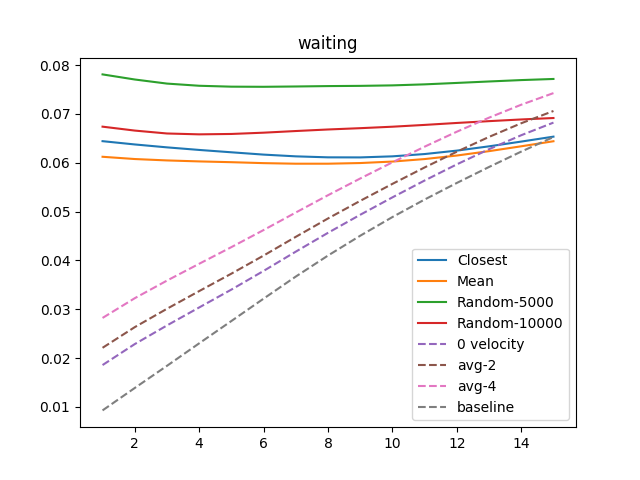 waiting
0.08
0.07
0.06
0.05
0.04
0.03
0.02
0.01
2 4 6 8 10 12 14
Closest
Mean
Random-5000
Random-10000
0 velocity
avg-2
avg-4
baseline